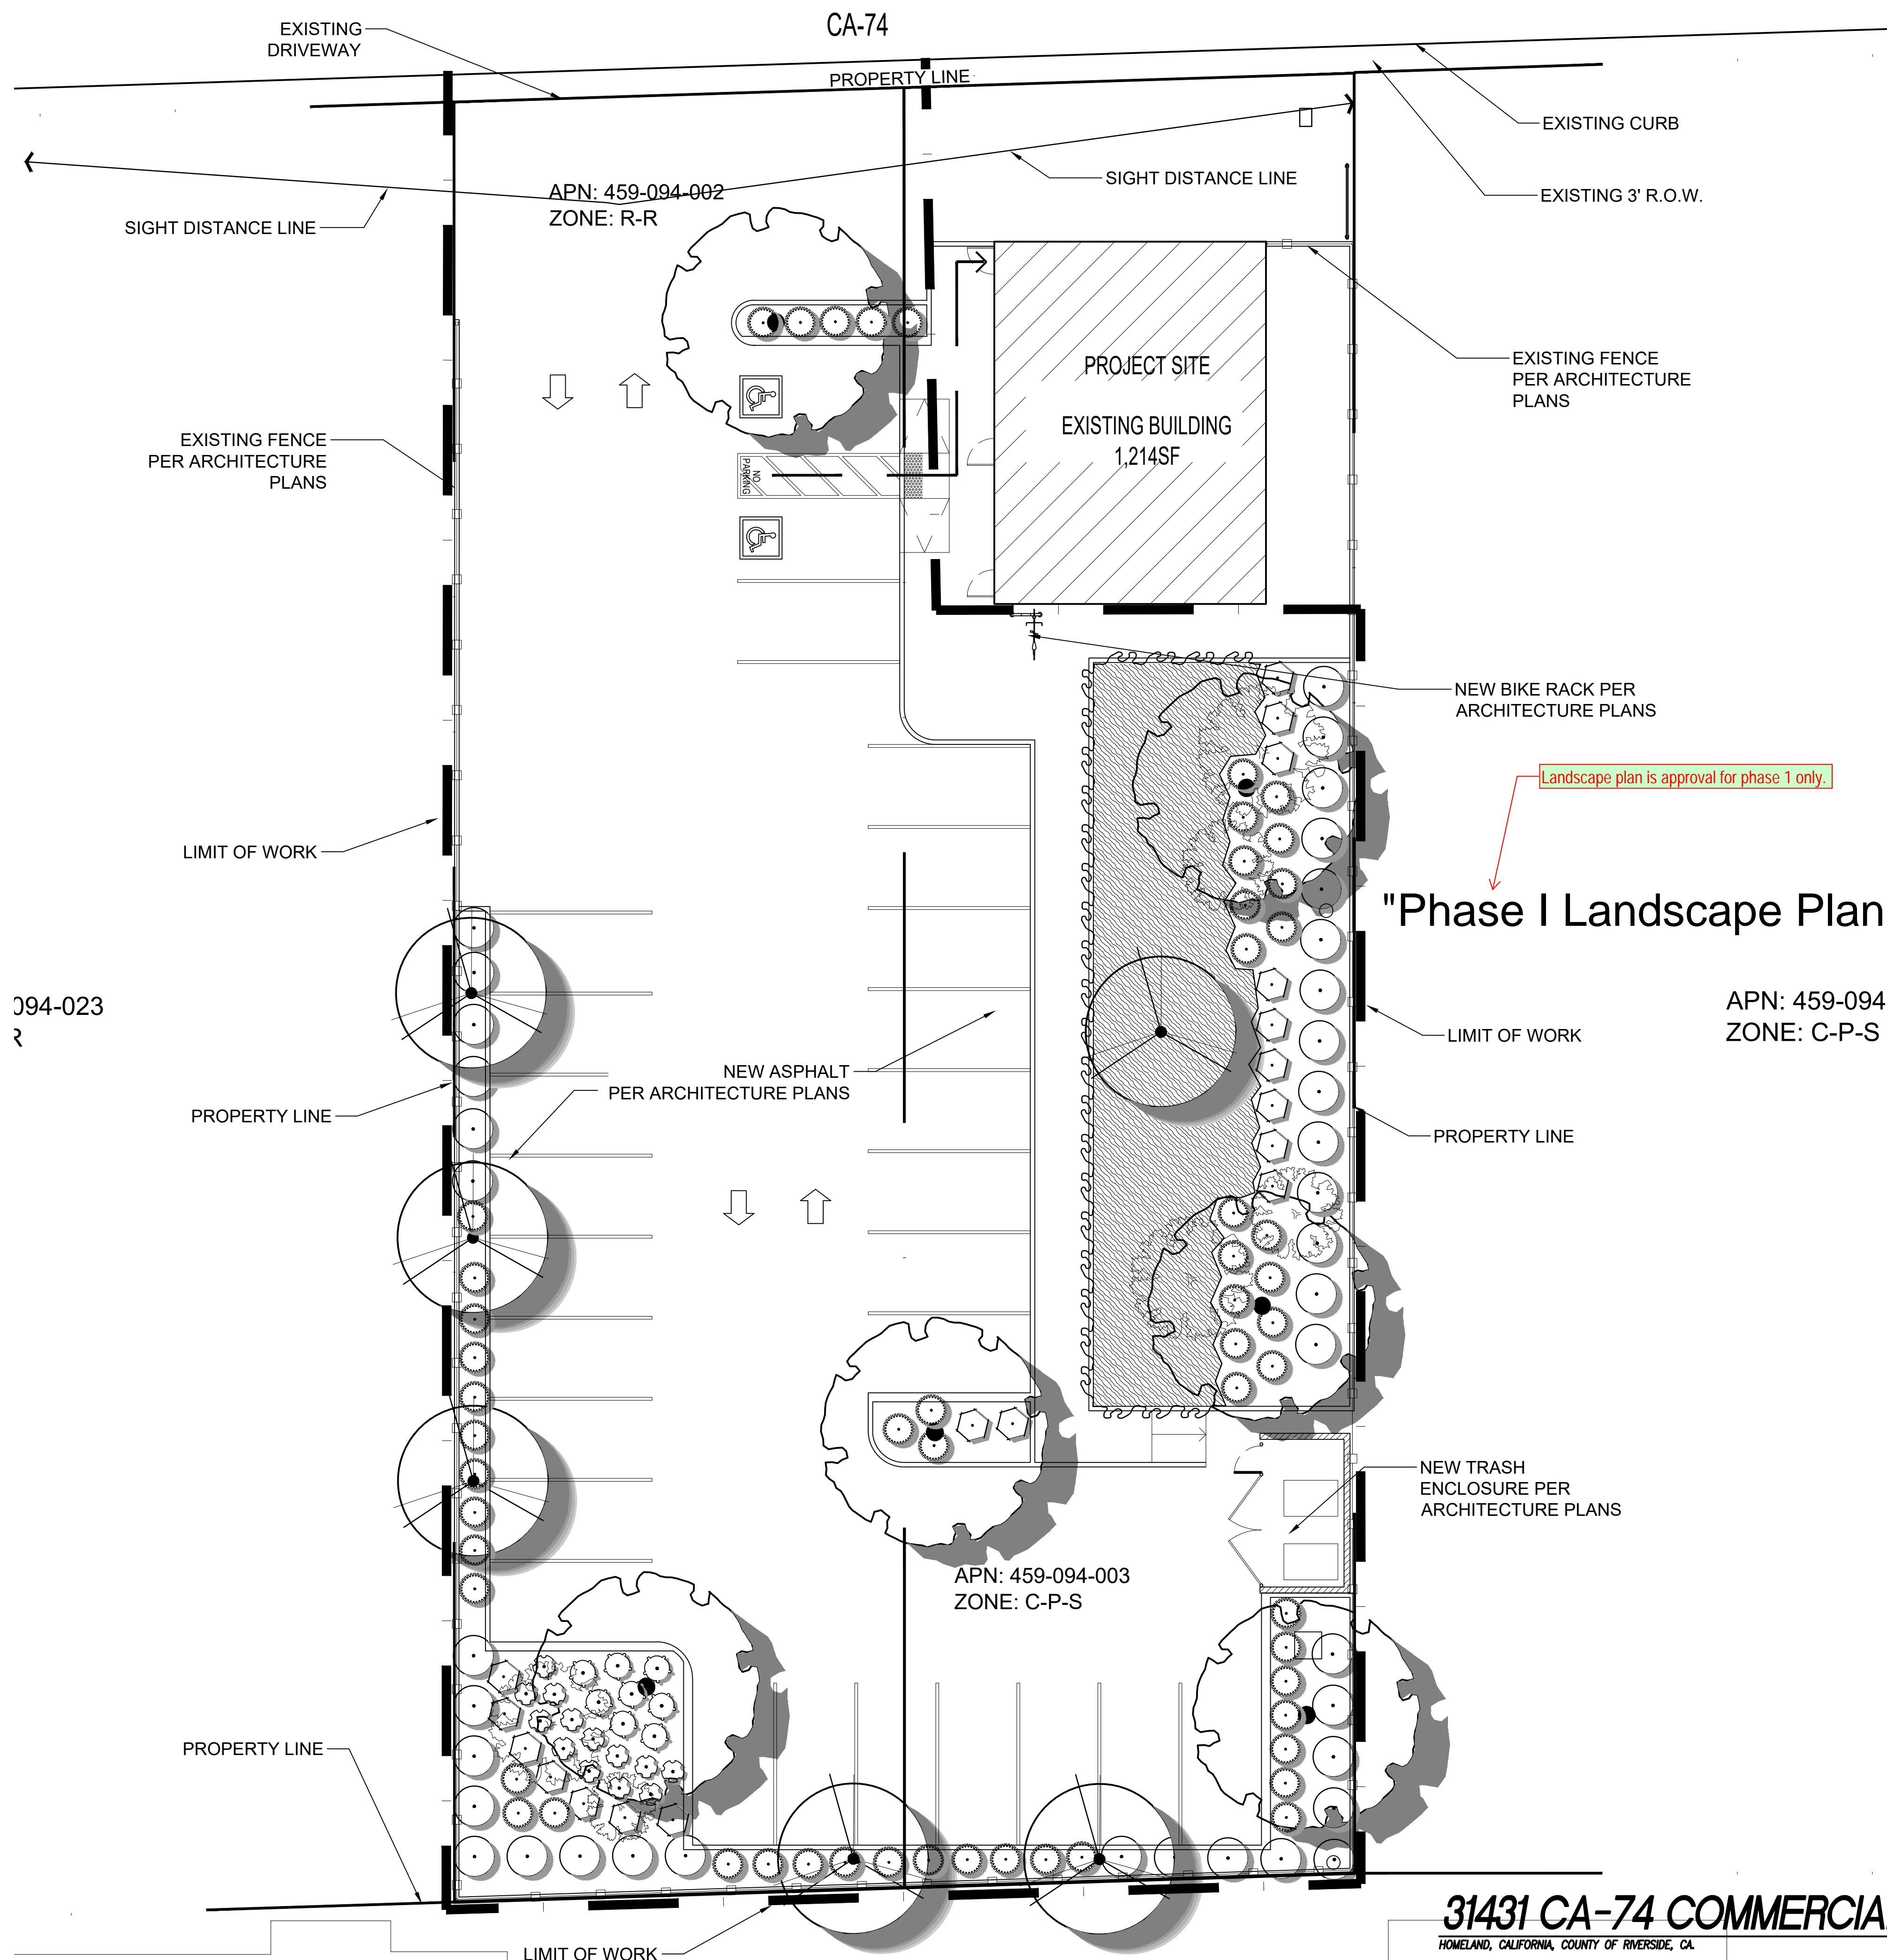 CA-74
EXISTING
DRIVEWAY
PROPERTY LINE
EXISTING CURB
SIGHT DISTANCE LINE
EXISTING 3' R.O.W.
APN: 459-094-002
ZONE: R-R
SIGHT DISTANCE LINE
PROJECT SITE
EXISTING BUILDING
1,214SF
EXISTING FENCE
PER ARCHITECTURE
PLANS
EXISTING FENCE
PER ARCHITECTURE
PLANS
NO
PARKING
NEW BIKE RACK PER
ARCHITECTURE PLANS
Landscape plan is approval for phase 1 only.
LIMIT OF WORK
"Phase I Landscape Plan
094-023
R
APN: 459-094
ZONE: C-P-S
LIMIT OF WORK
NEW ASPHALT
PER ARCHITECTURE PLANS
PROPERTY LINE
PROPERTY LINE
NEW TRASH
ENCLOSURE PER
ARCHITECTURE PLANS
APN: 459-094-003
ZONE: C-P-S
PROPERTY LINE
LIMIT OF WORK
31431 CA-74 COMMERCIA
HOMELAND, CALIFORNIA, COUNTY OF RIVERSIDE, CA.